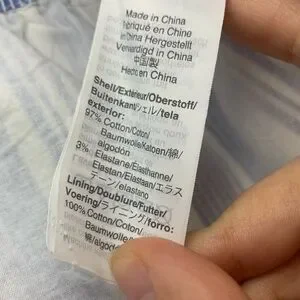 Made in China
Fabriqué en Chine
in China Hergestellt
Vervaardigd in China
中国製
Hecho en China
Shell/Extérieur/Oberstoff/
Buitenkant/シェル/tela
exterior:
97% Cotton/Coton/
Baumwolle/Katoen/綿/
algodón
3% Elastane/Élasthanne/
Elastan/Elastaan/エラス
テーン/elastano
Lining/Doublure/Futter/
Voering/ライニング/forro:
100% Cotton/Coton/
Baumwolle/
綿/algodón